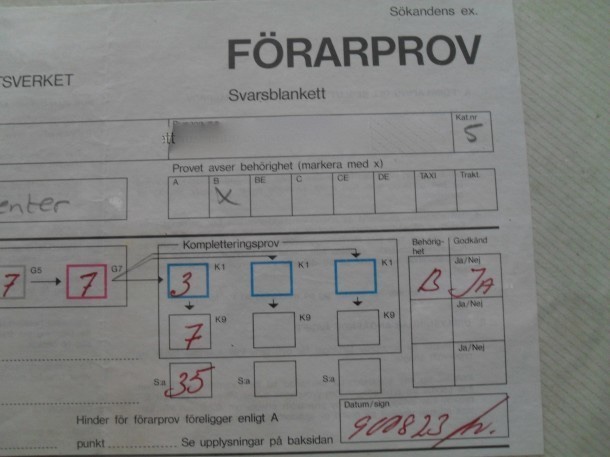 Sökandens ex.
FÖRARPROV
TSVERKET
Svarsblankett
tt
Kat.nr
5
Provet avser behörighet (markera med x)
A B BE C CE DE TAXI Trakt.
X
enter
Kompletteringsprov
Behörig-
het
Godkänd
G5 G7 K1 K1 K1 Ja/Nej
7 7 3 B JA
K9 K9 K9 Ja/Nej
7
Ja/Nej
S:a 35 S:a S:a
Datum/sign
Hinder för förarprov föreligger enligt A
900823
punkt Se upplysningar på baksidan